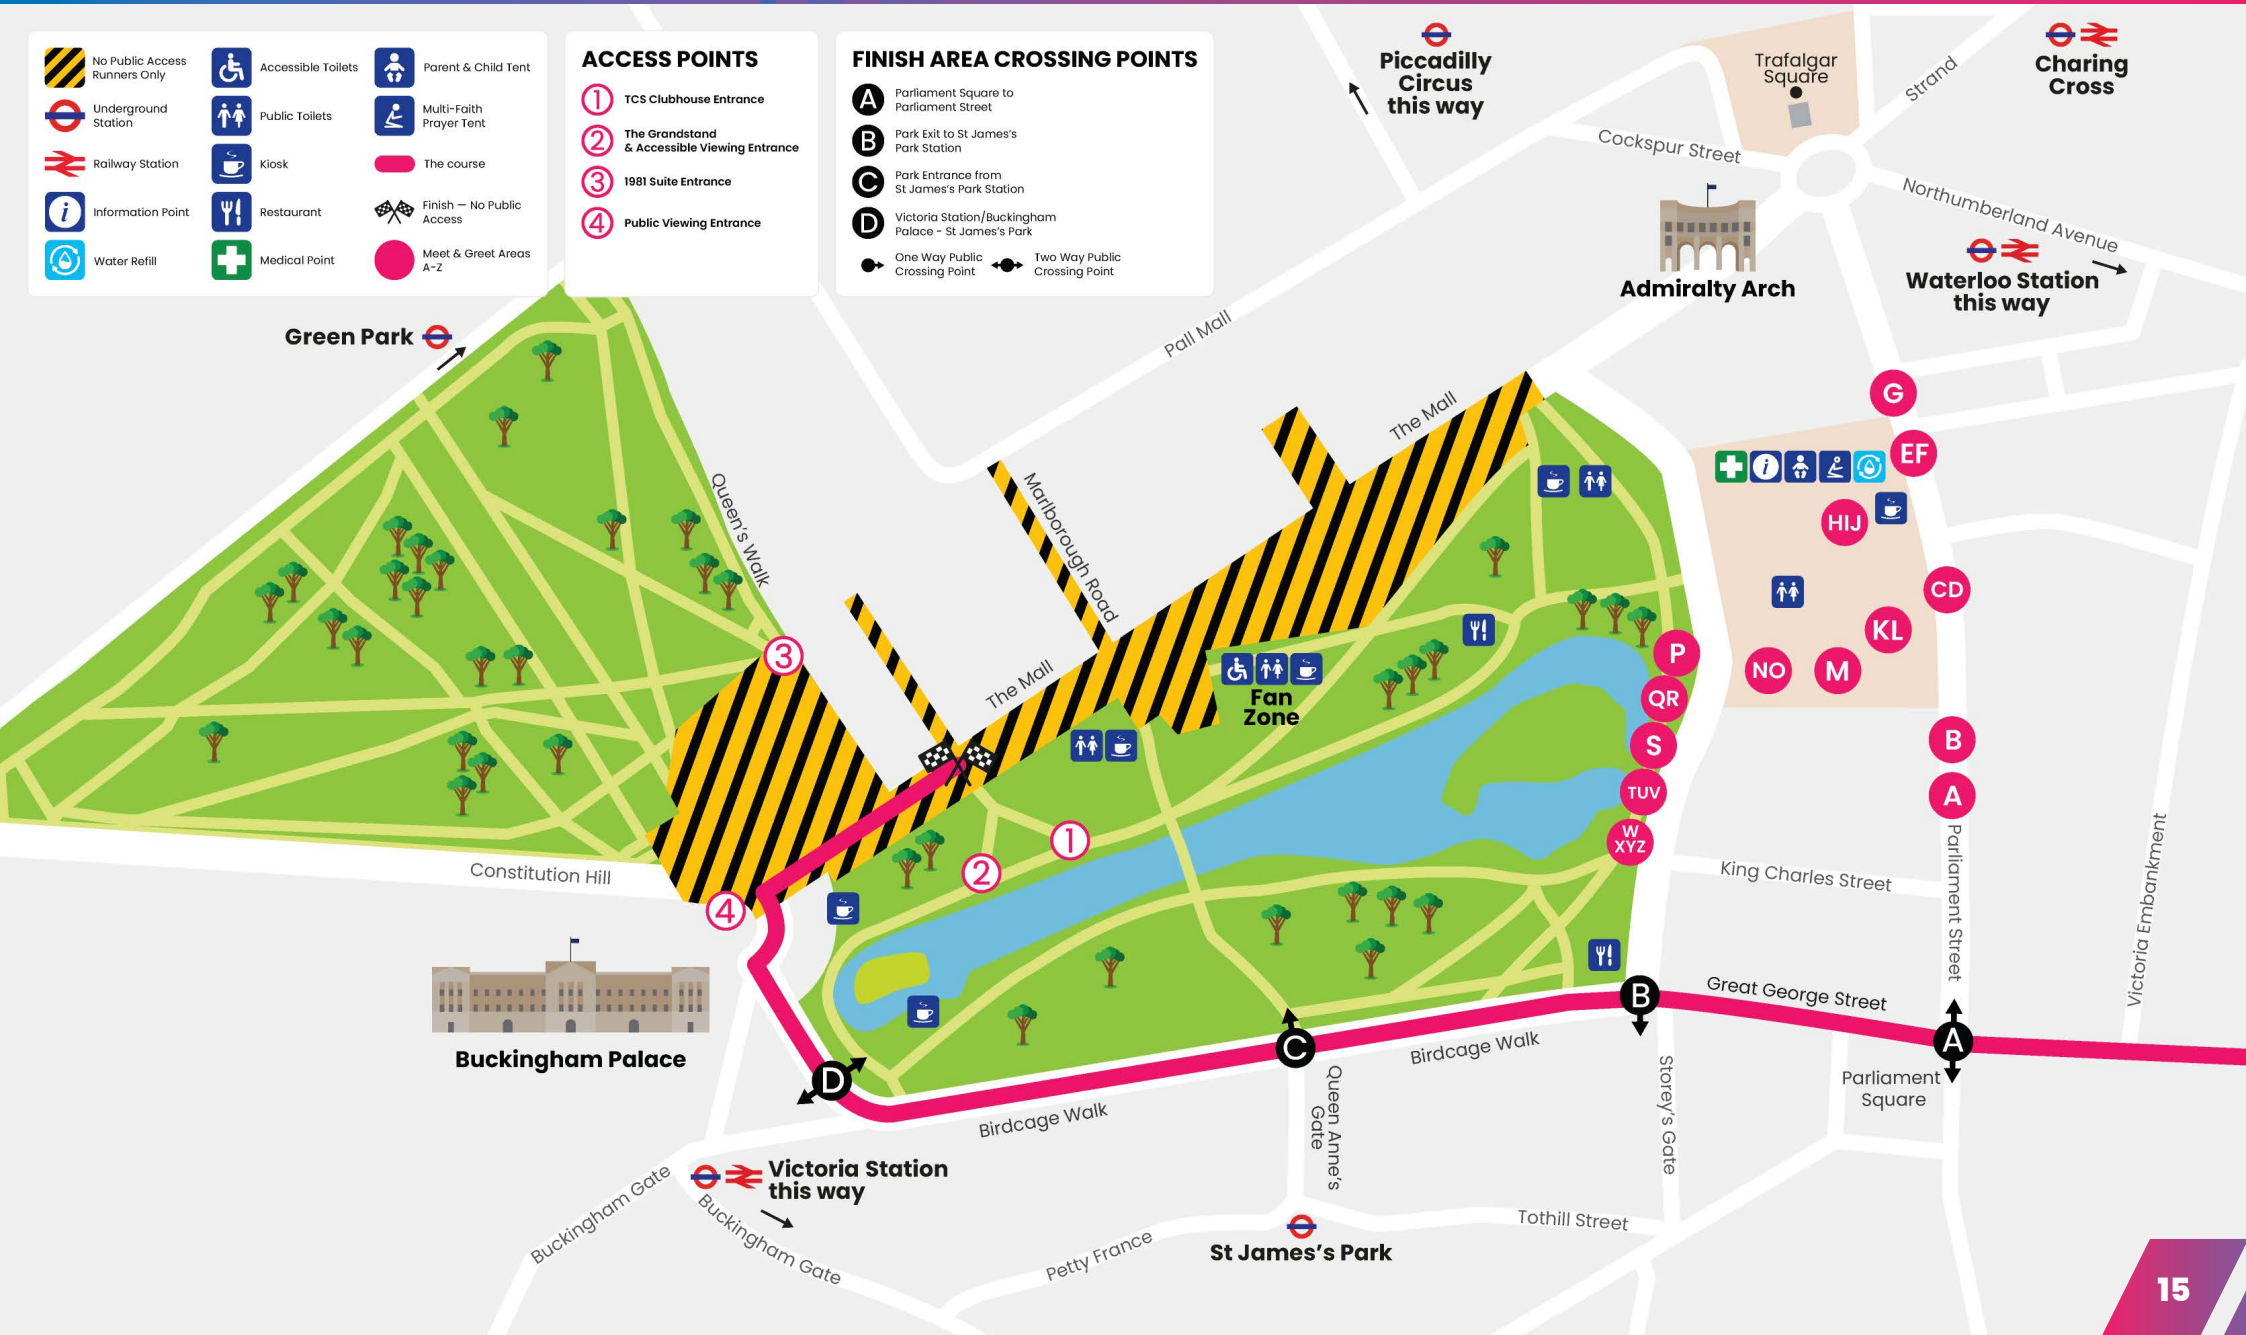 No Public Access
Runners Only
Underground
Station
Railway Station
Information Point
Water Refill
Accessible Toilets
Public Toilets
Kiosk
Restaurant
Medical Point
Parent & Child Tent
Multi-Faith
Prayer Tent
The course
Finish – No Public
Access
Meet & Greet Areas
A-Z
ACCESS POINTS
1 TCS Clubhouse Entrance
2 The Grandstand
& Accessible Viewing Entrance
3 1981 Suite Entrance
4 Public Viewing Entrance
FINISH AREA CROSSING POINTS
A Parliament Square to
Parliament Street
B Park Exit to St James's
Park Station
C Park Entrance from
St James's Park Station
D Victoria Station/Buckingham
Palace - St James's Park
One Way Public
Crossing Point
Two Way Public
Crossing Point
Piccadilly
Circus
this way
Trafalgar
Square
Strand
Charing
Cross
Cockspur Street
Northumberland Avenue
Waterloo Station
this way
Admiralty Arch
Green Park
Pall Mall
The Mall
Queen's Walk
Marlborough Road
The Mall
G
EF
HIJ
CD
KL
NO
M
P
QR
S
TUV
W
XYZ
B
A
Fan
Zone
3
1
2
4
Constitution Hill
King Charles Street
Parliament Street
Victoria Embankment
Buckingham Palace
B
Great George Street
A
C
D
Birdcage Walk
Parliament
Square
Birdcage Walk
Queen Anne's
Gate
Storey's Gate
Victoria Station
this way
Buckingham Gate
Buckingham Gate
Petty France
St James's Park
Tothill Street
15